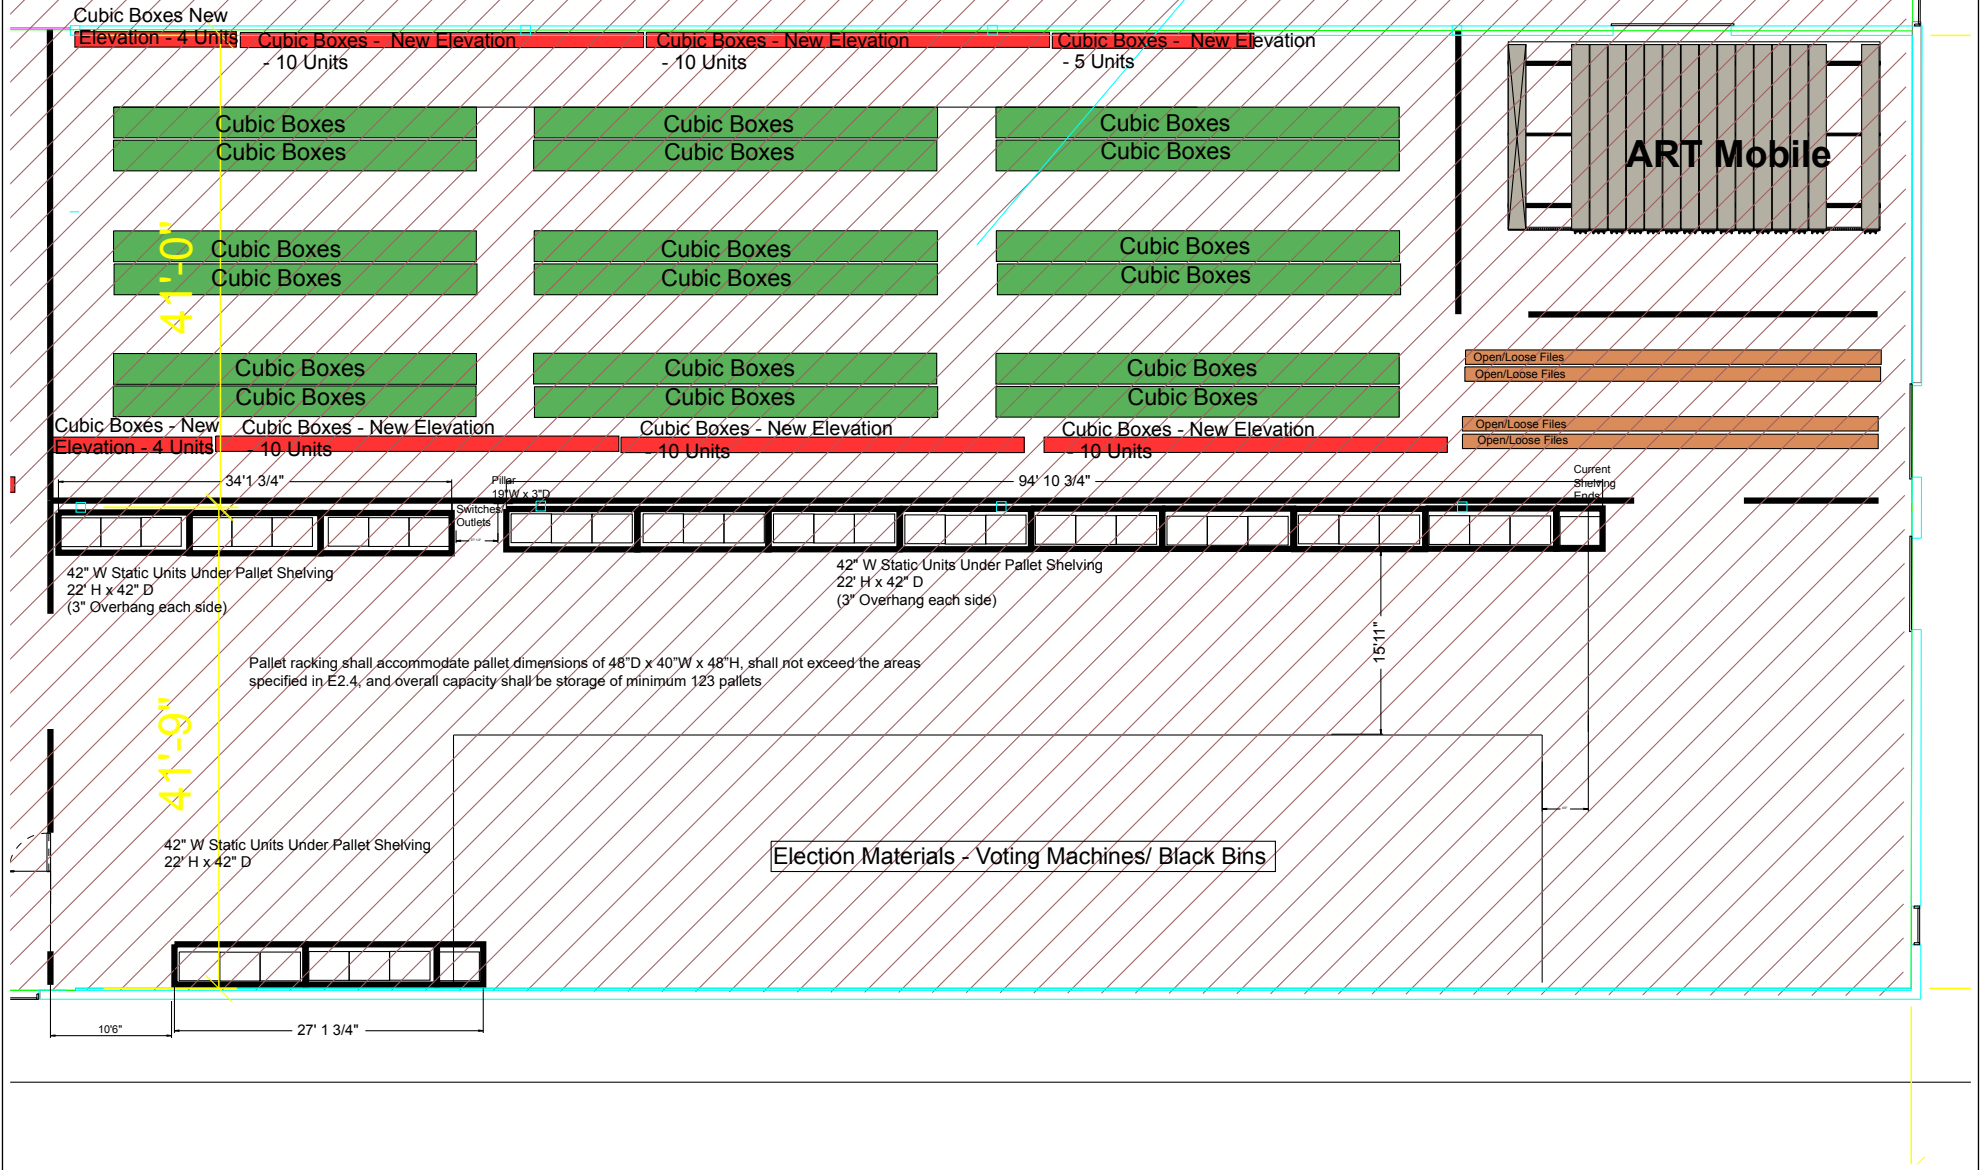 Cubic Boxes New
Elevation - 4 Units
Cubic Boxes -  New Elevation
- 10 Units
Cubic Boxes -  New Elevation
- 10 Units
Cubic Boxes -  New Elevation
- 5 Units
Cubic Boxes
Cubic Boxes
Cubic Boxes
Cubic Boxes
Cubic Boxes
Cubic Boxes
ART Mobile
41'-0"
Cubic Boxes
Cubic Boxes
Cubic Boxes
Cubic Boxes
Cubic Boxes
Cubic Boxes
Cubic Boxes
Cubic Boxes
Cubic Boxes
Cubic Boxes
Cubic Boxes
Cubic Boxes
Open/Loose Files
Open/Loose Files
Open/Loose Files
Open/Loose Files
Cubic Boxes - New
Elevation - 4 Units
Cubic Boxes - New Elevation
- 10 Units
Cubic Boxes - New Elevation
- 10 Units
Cubic Boxes - New Elevation
- 10 Units
34'1 3/4"
Pillar
19"W x 3"D
Switches/
Outlets
94' 10 3/4"
Current
Shelving
Ends
42" W Static Units Under Pallet Shelving
22' H x 42" D
(3" Overhang each side)
42" W Static Units Under Pallet Shelving
22' H x 42" D
(3" Overhang each side)
15'11"
Pallet racking shall accommodate pallet dimensions of 48”D x 40”W x 48”H, shall not exceed the areas
specified in E2.4, and overall capacity shall be storage of minimum 123 pallets
41'-9"
42" W Static Units Under Pallet Shelving
22' H x 42" D
Election Materials - Voting Machines/ Black Bins
10'6"
27' 1 3/4"